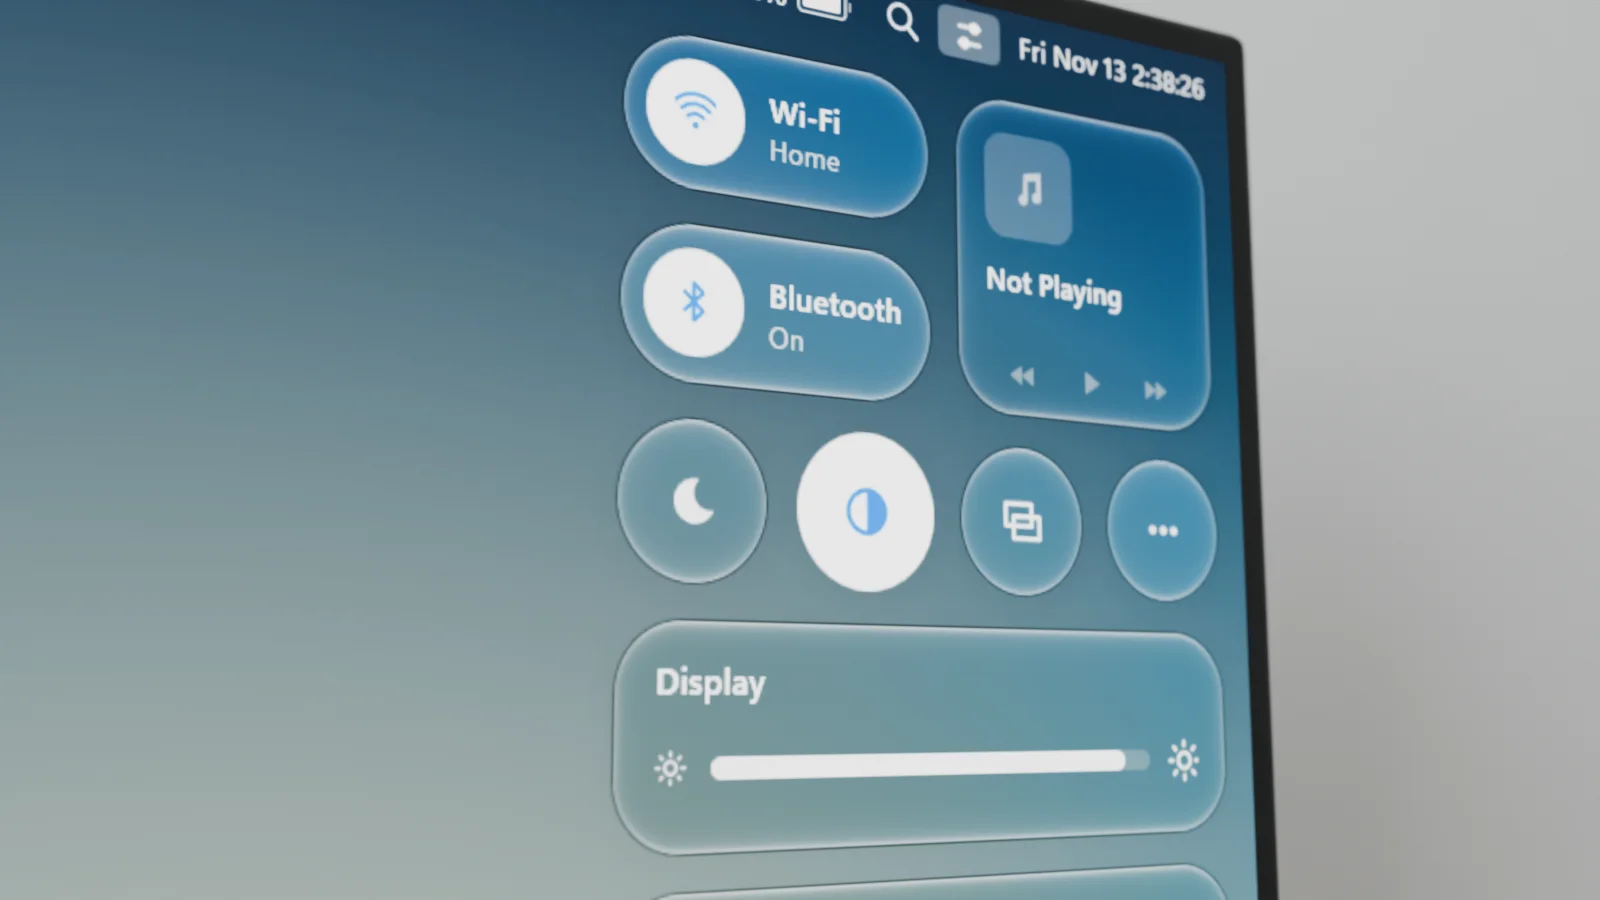 Fri Nov 13 2:38:26
Wi-Fi
Home
Not Playing
Bluetooth
On
Display